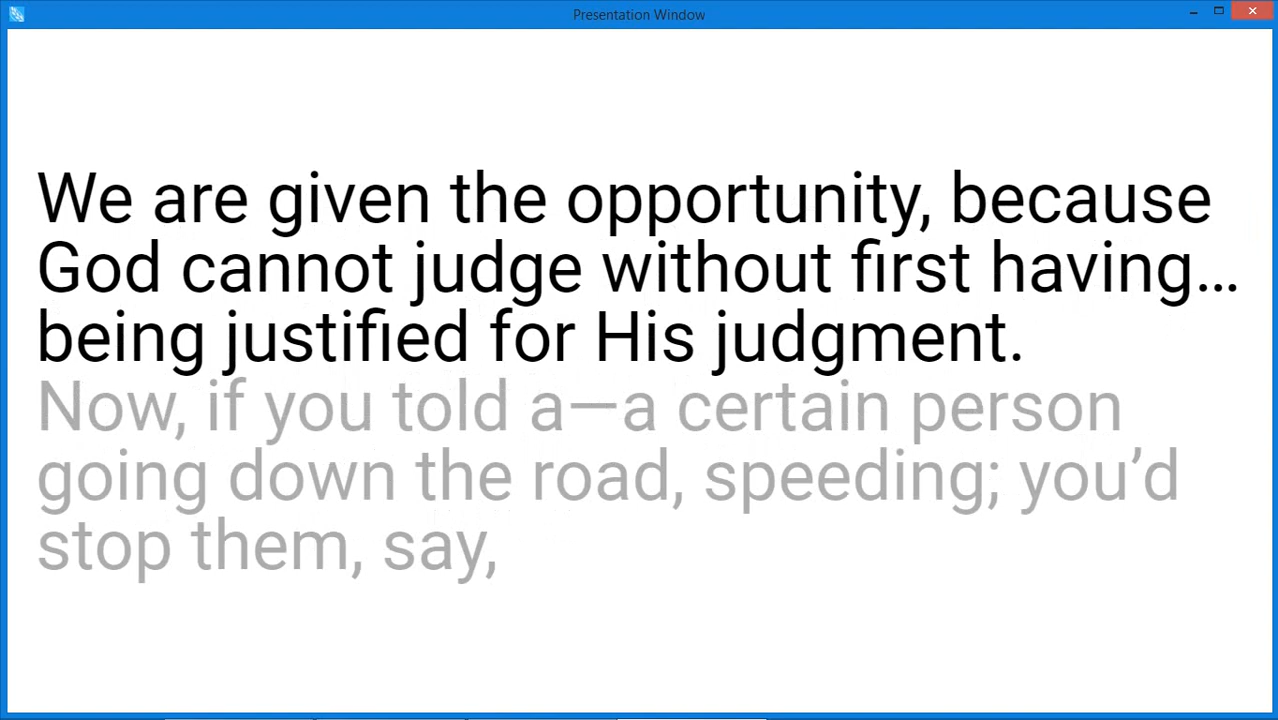 Presentation Window
We are given the opportunity, because
God cannot judge without first having…
being justified for His judgment.
Now, if you told a—a certain person
going down the road, speeding; you’d
stop them, say,